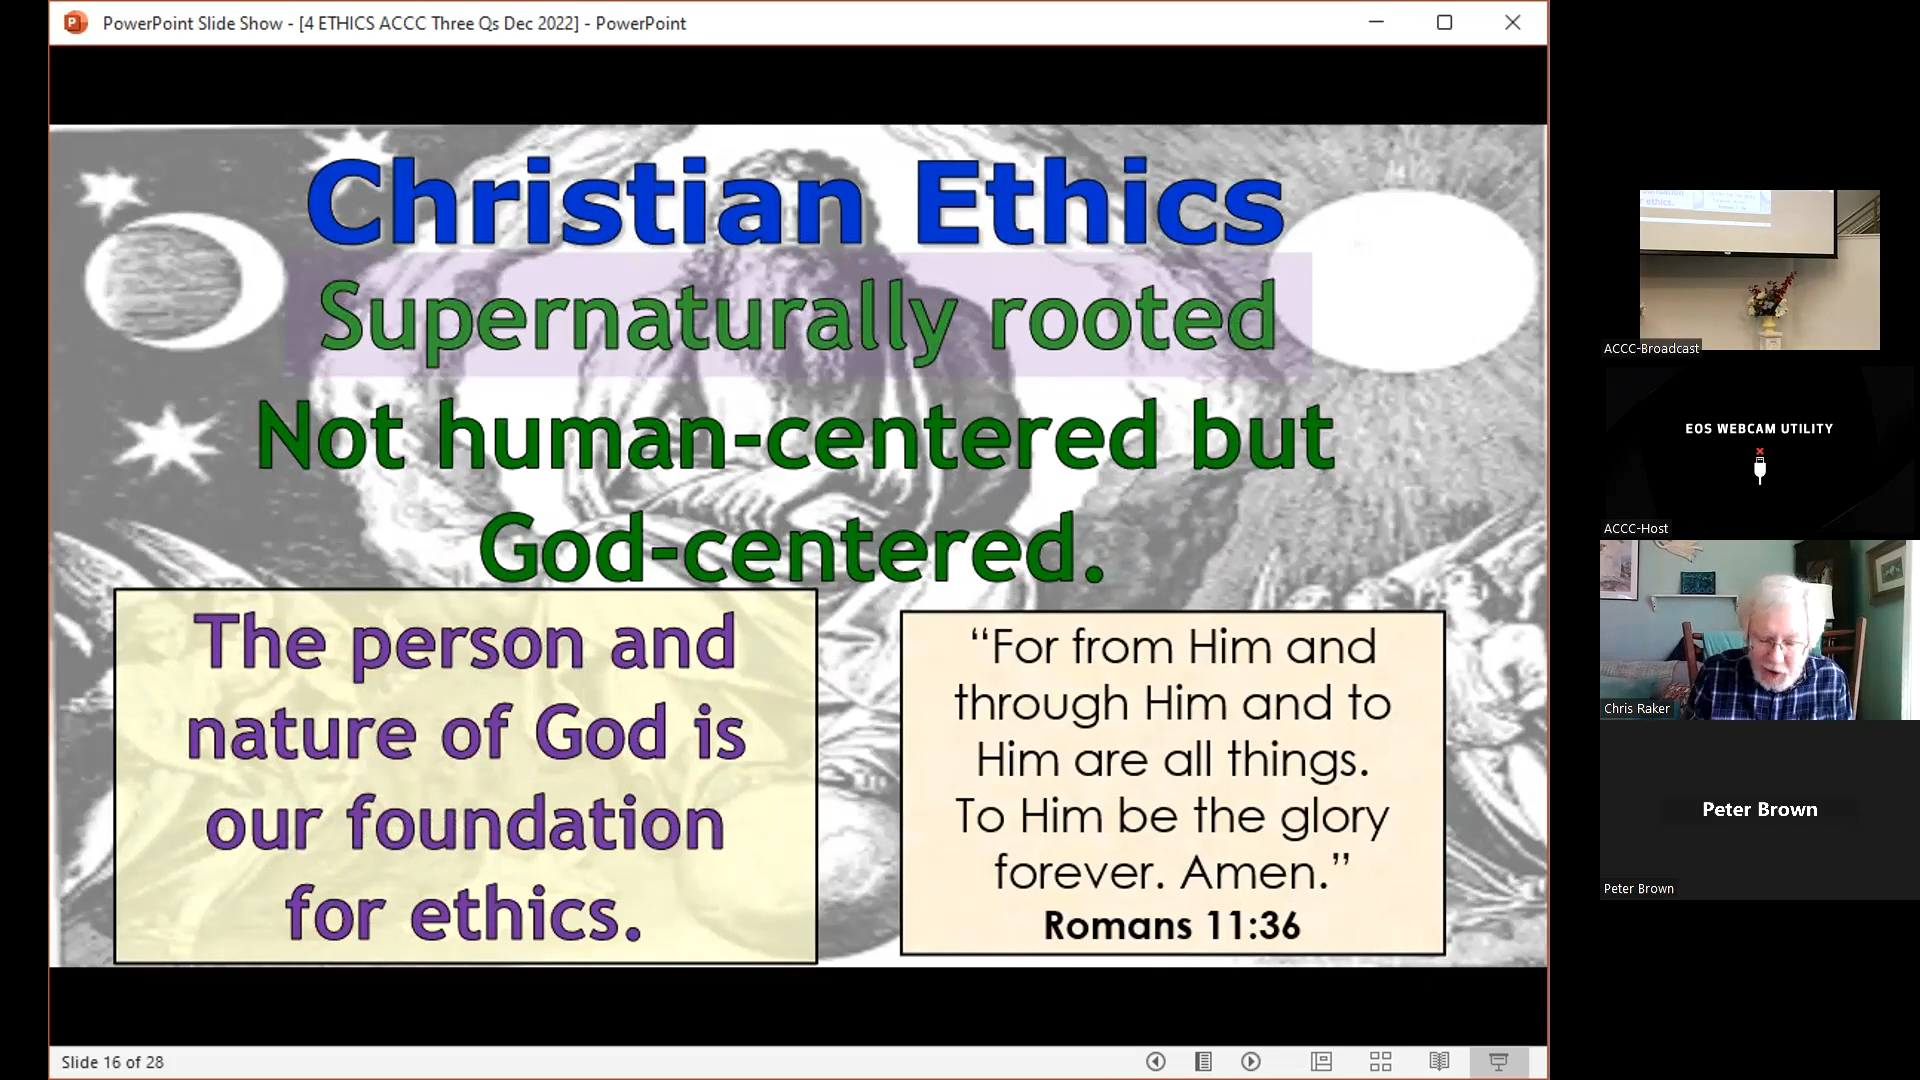 PowerPoint Slide Show - [4 ETHICS ACCC Three Qs Dec 2022] - PowerPoint
Christian Ethics
Supernaturally rooted
Not human-centered but
God-centered.
The person and
nature of God is
our foundation
for ethics.
“For from Him and
through Him and to
Him are all things.
To Him be the glory
forever. Amen.”
Romans 11:36
Slide 16 of 28
ethics.
ACCC-Broadcast
EOS WEBCAM UTILITY
ACCC-Host
Chris Raker
Peter Brown
Peter Brown